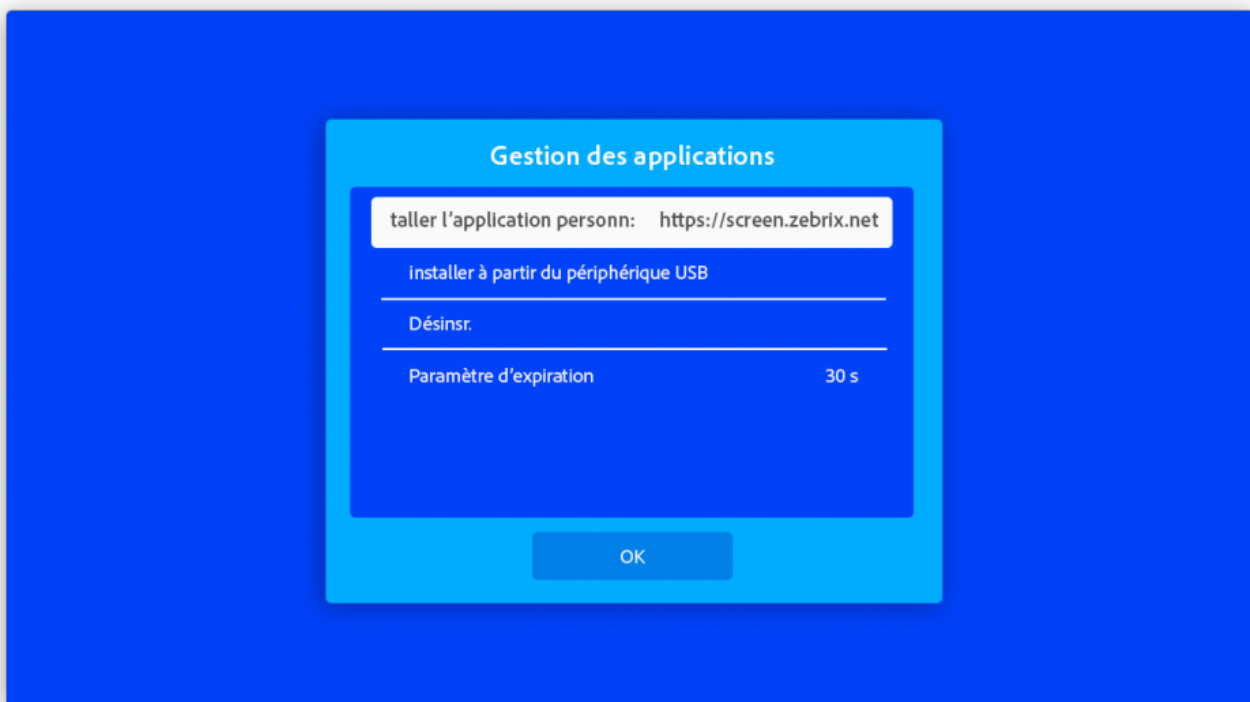 Gestion des applications
taller l'application personn: https://screen.zebrix.net
installer à partir du périphérique USB
Désinsr.
Paramètre d'expiration 30 s
OK